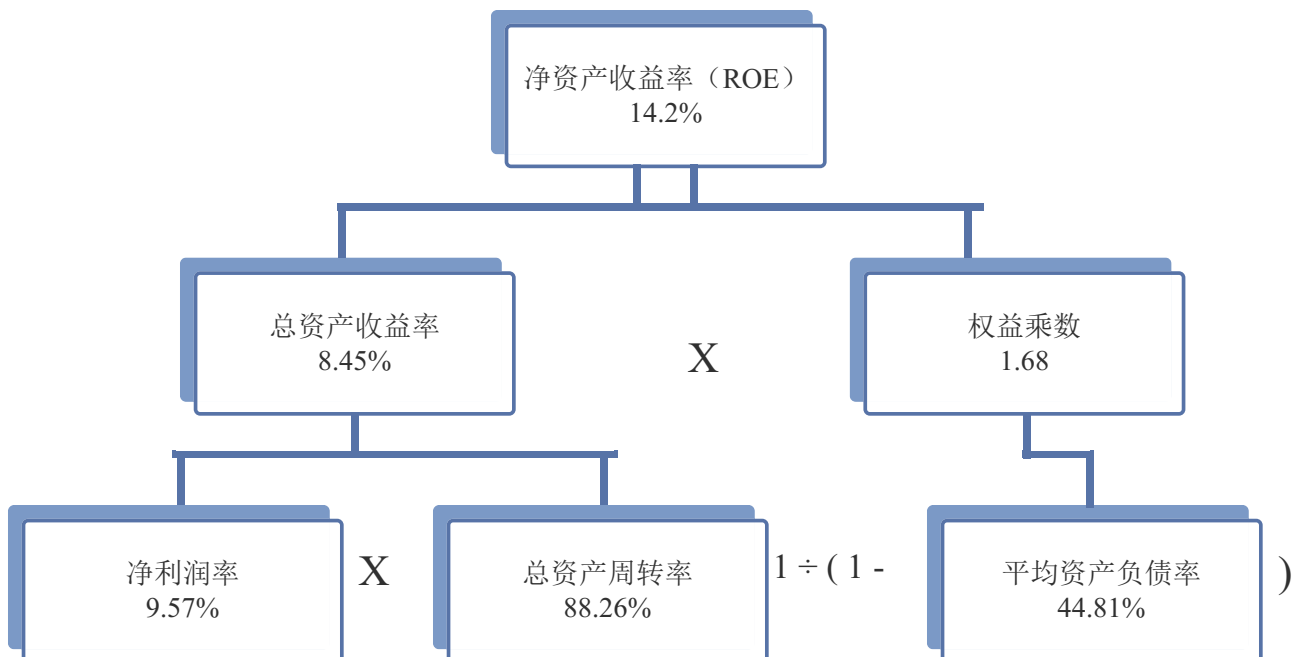 净资产收益率（ROE）
14.2%
总资产收益率
8.45%
X
权益乘数
1.68
净利润率
9.57%
X
总资产周转率
88.26%
1 ÷ ( 1 -
平均资产负债率
44.81%
)